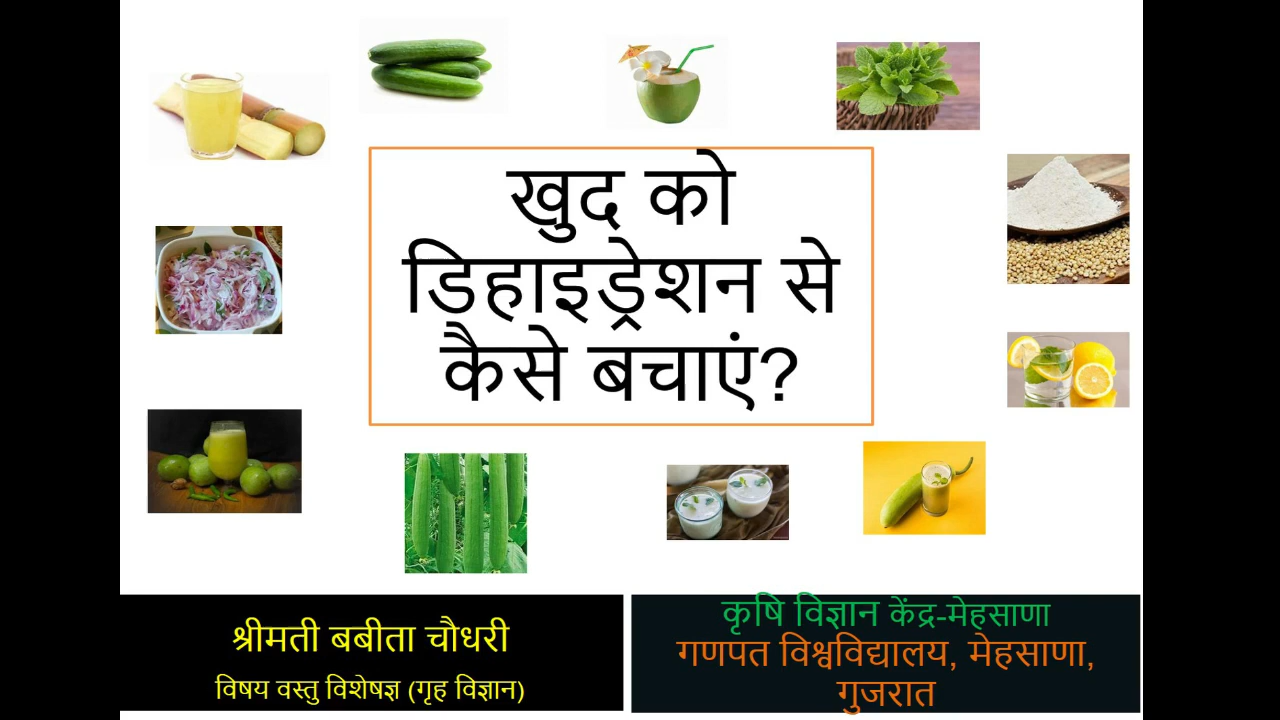 खुद को
डिहाइड्रेशन से
कैसे बचाएं?
श्रीमती बबीता चौधरी
विषय वस्तु विशेषज्ञ (गृह विज्ञान)
कृषि विज्ञान केंद्र-मेहसाणा
गणपत विश्वविद्यालय, मेहसाणा,
गुजरात